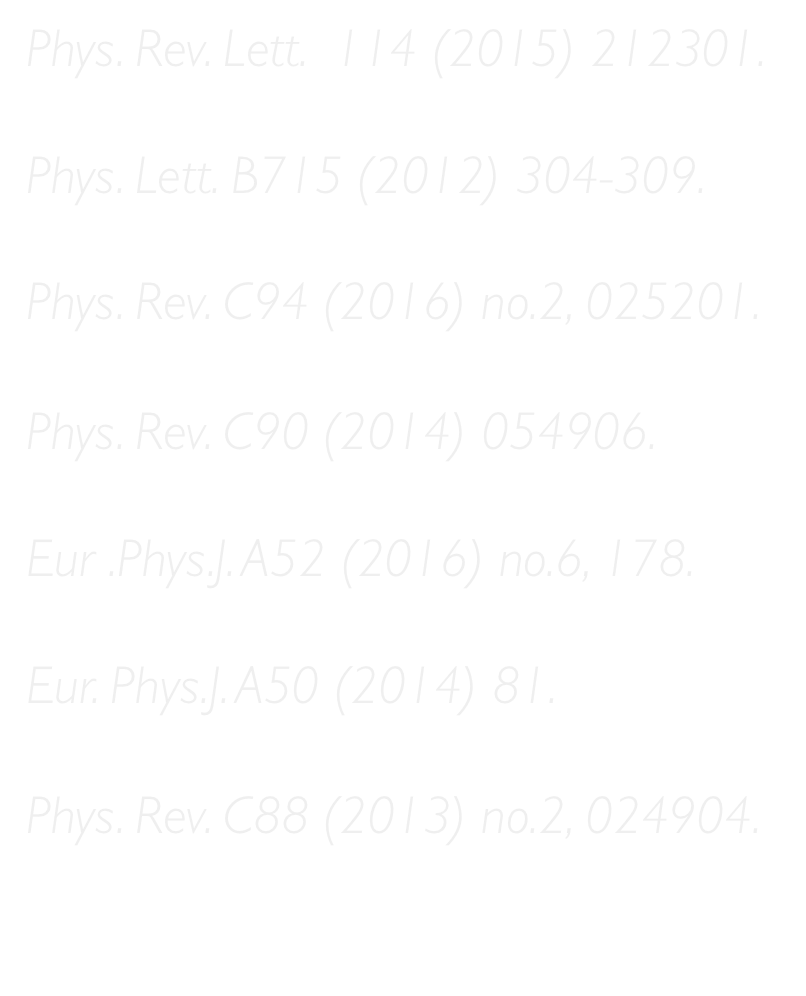 Phys. Rev. Lett.  114 (2015) 212301.
Phys. Lett. B715 (2012) 304-309.
Phys. Rev. C94 (2016) no.2, 025201.
Phys. Rev. C90 (2014) 054906.
Eur .Phys.J. A52 (2016) no.6, 178.
Eur. Phys.J. A50 (2014) 81.
Phys. Rev. C88 (2013) no.2, 024904.